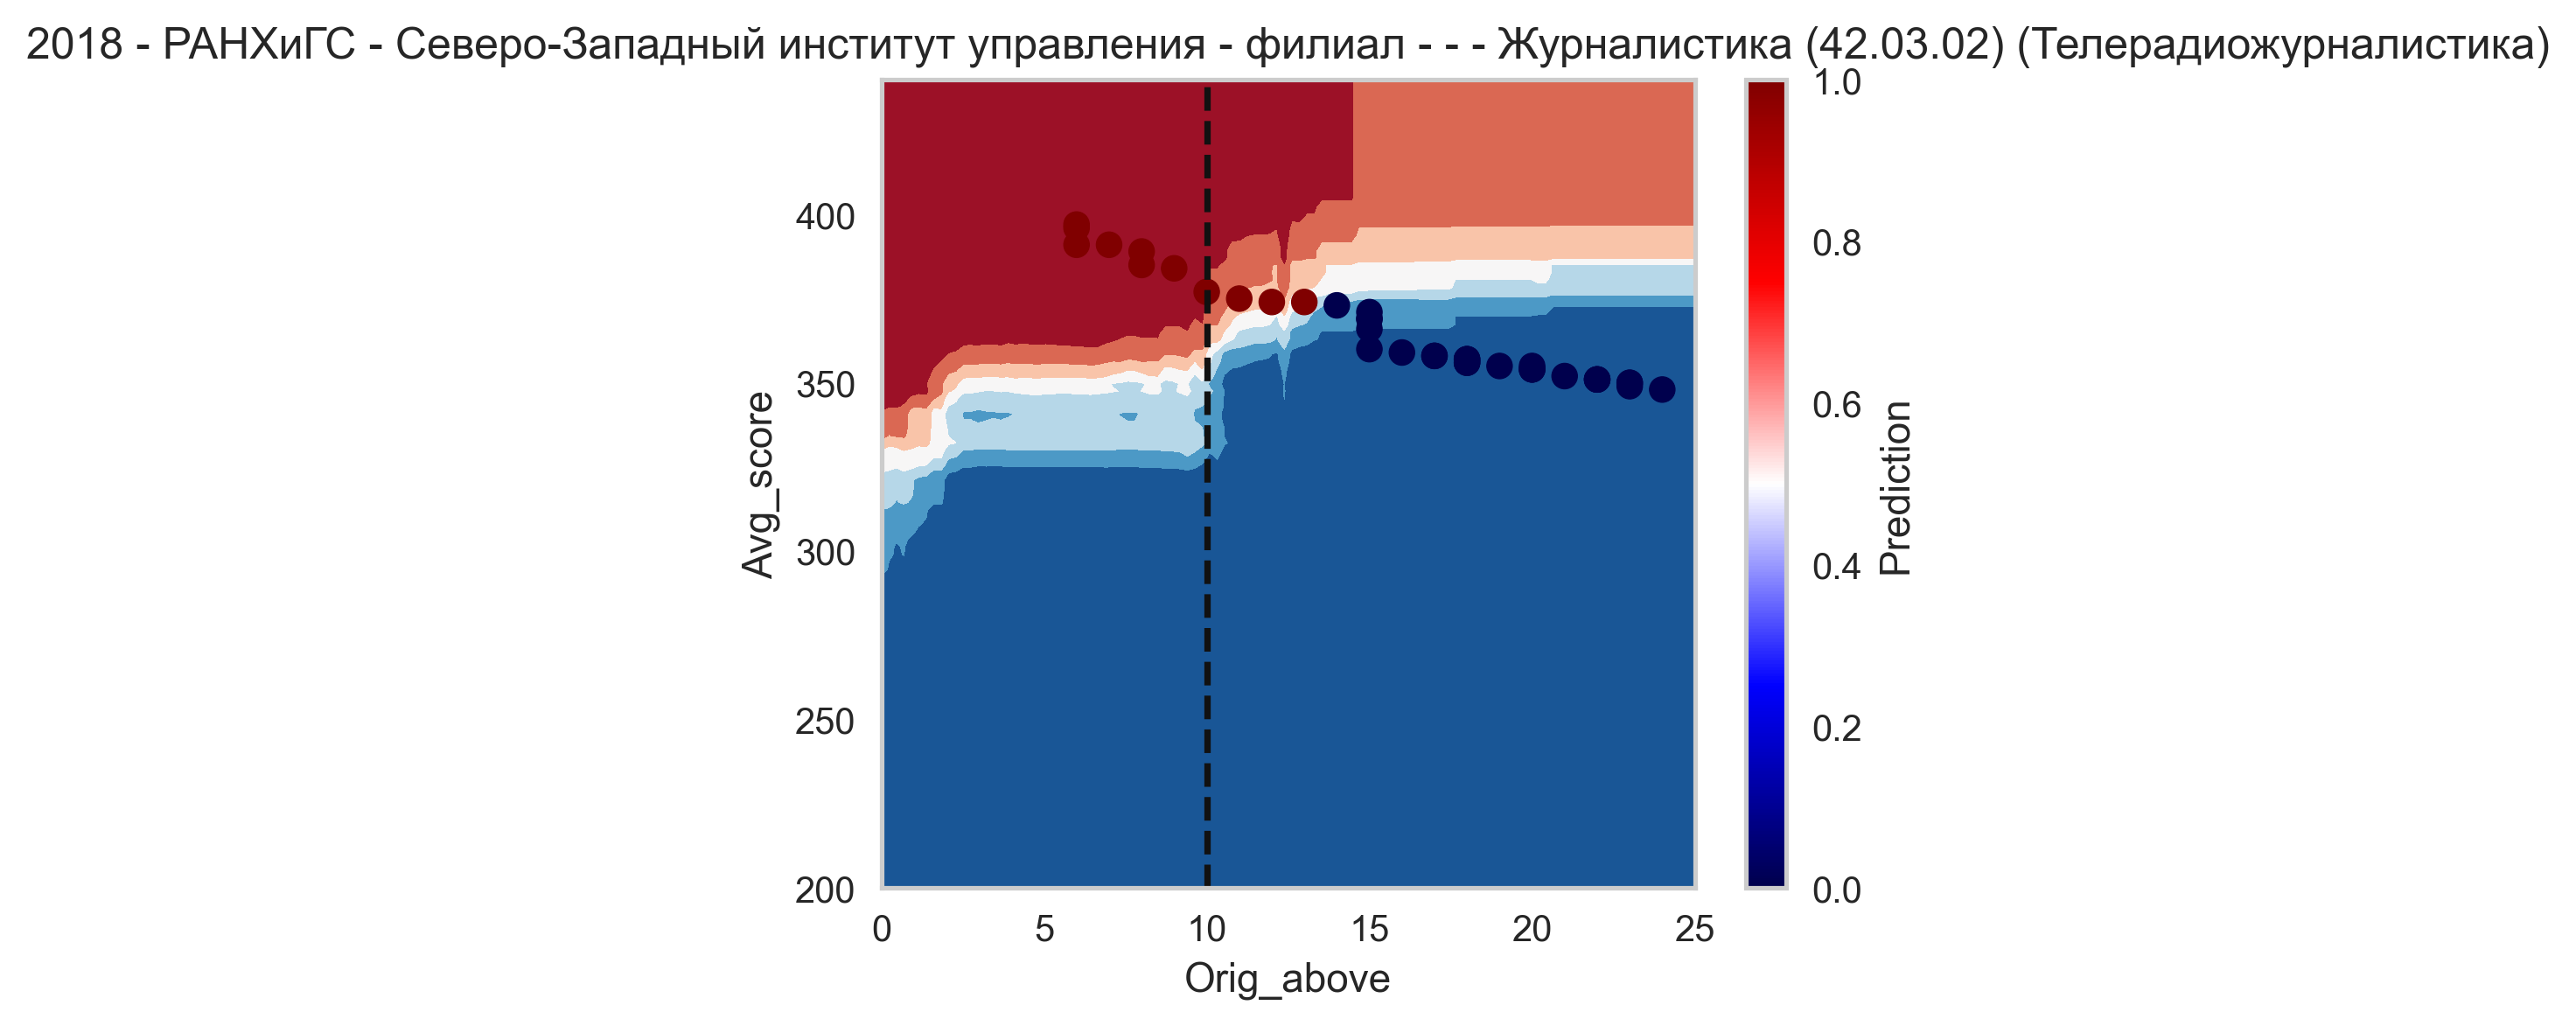 2018 - РАНХиГС - Северо-Западный институт управления - филиал - - - Журналистика (42.03.02) (Телерадиожурналистика)
400
350
300
250
200
Avg_score
0 5 10 15 20 25
Orig_above
1.0
0.8
0.6
0.4
0.2
0.0
Prediction